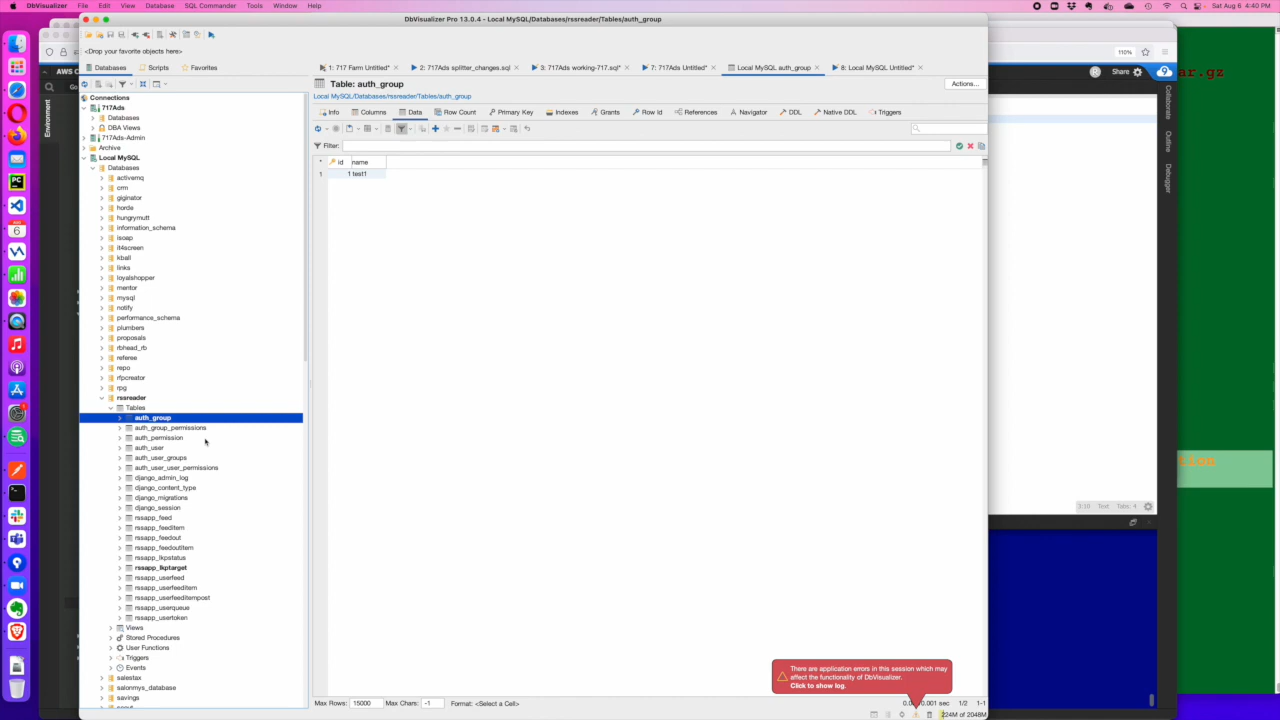 DbVisualizer File Edit View Database SQL Commander Tools Window Help Sat Aug 6 4:40 PM
DbVisualizer Pro 13.0.4 - Local MySQL/Databases/rssreader/Tables/auth_group
<Drop your favorite objects here>
Databases Scripts Favorites
1: 717 Farm Untitled* 2: 717Ads splitter_changes.sql 3: 717Ads working-717.sql* 7: 717Ads Untitled* Local MySQL auth_group 8: Local MySQL Untitled*
Table: auth_group
Actions...
Local MySQL/Databases/rssreader/Tables/auth_group
Info Columns Data Row Count Primary Key Indexes Grants Row Id References Navigator DDL Native DDL Triggers
Filter:
id name
1 1 test1
Connections
717Ads
Databases
DBA Views
717Ads-Admin
Archive
Local MySQL
Databases
activemq
crm
giginator
horde
hungrymutt
information_schema
isoap
it4screen
kball
links
loyalshopper
mentor
mysql
notify
performance_schema
plumbers
proposals
rbhead_rb
referee
repo
rfpcreator
rpg
rssreader
Tables
auth_group
auth_group_permissions
auth_permission
auth_user
auth_user_groups
auth_user_user_permissions
django_admin_log
django_content_type
django_migrations
django_session
rssapp_feed
rssapp_feeditem
rssapp_feedout
rssapp_feedoutitem
rssapp_lkpstatus
rssapp_lkptarget
rssapp_userfeed
rssapp_userfeeditem
rssapp_userfeeditempost
rssapp_userqueue
rssapp_usertoken
Views
Stored Procedures
User Functions
Triggers
Events
salestax
salonmys_database
savings
There are application errors in this session which may
affect the functionality of DbVisualizer.
Click to show log.
Max Rows: 15000 Max Chars: -1 Format: <Select a Cell> 1/2 1-1
224M of 2048M
110%
AWS C
Go
Environment
R Share
ar.gz
Collaborate
Outline
Debugger
tion
3:10 Text Tabs: 4
6
PC